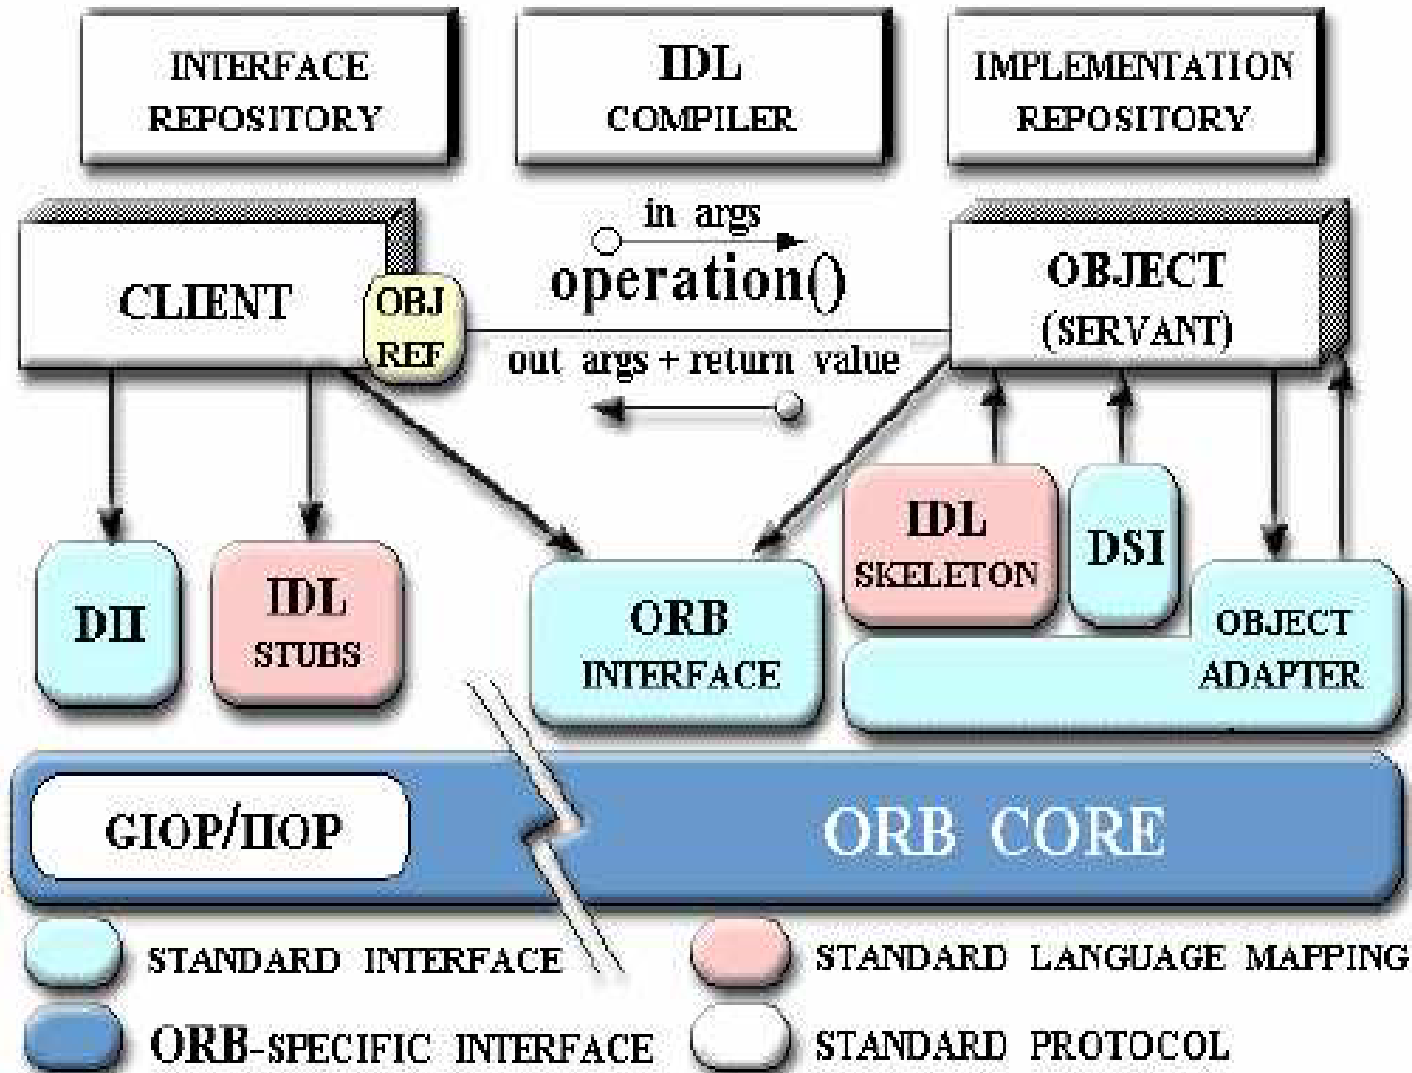 INTERFACE
REPOSITORY
IDL
COMPILER
IMPLEMENTATION
REPOSITORY
in args
operation()
out args + return value
CLIENT
OBJ
REF
OBJECT
(SERVANT)
DII
IDL
STUBS
ORB
INTERFACE
IDL
SKELETON
DSI
OBJECT
ADAPTER
GIOP/IIOP
ORB CORE
STANDARD INTERFACE
STANDARD LANGUAGE MAPPING
ORB-SPECIFIC INTERFACE
STANDARD PROTOCOL